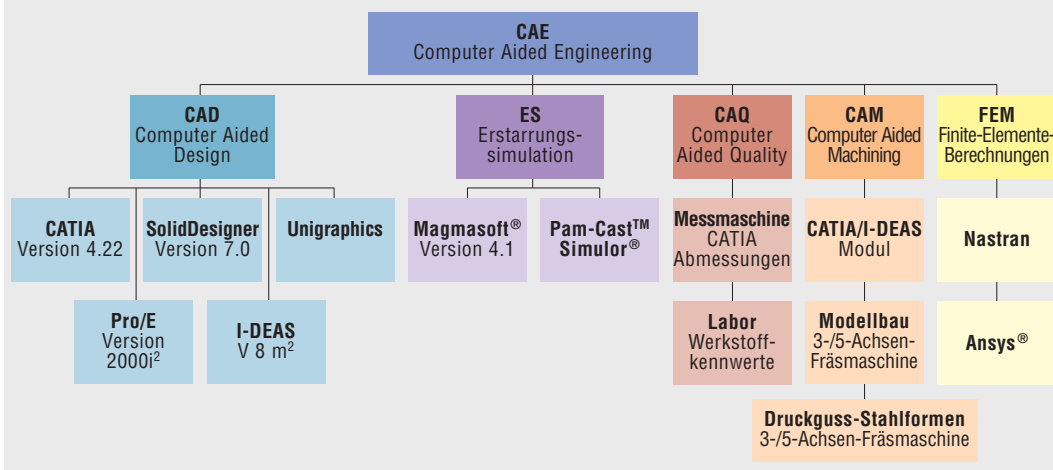 CAE
Computer Aided Engineering
CAD
Computer Aided
Design
ES
Erstarrungs-
simulation
CAQ
Computer
Aided Quality
CAM
Computer Aided
Machining
FEM
Finite-Elemente-
Berechnungen
CATIA
Version 4.22
SolidDesigner
Version 7.0
Unigraphics
Magmasoft®
Version 4.1
Pam-Cast™
Simulor®
Messmaschine
CATIA
Abmessungen
CATIA/I-DEAS
Modul
Nastran
Pro/E
Version
2000i²
I-DEAS
V 8 m²
Labor
Werkstoff-
kennwerte
Modellbau
3-/5-Achsen-
Fräsmaschine
Ansys®
Druckguss-Stahlformen
3-/5-Achsen-Fräsmaschine